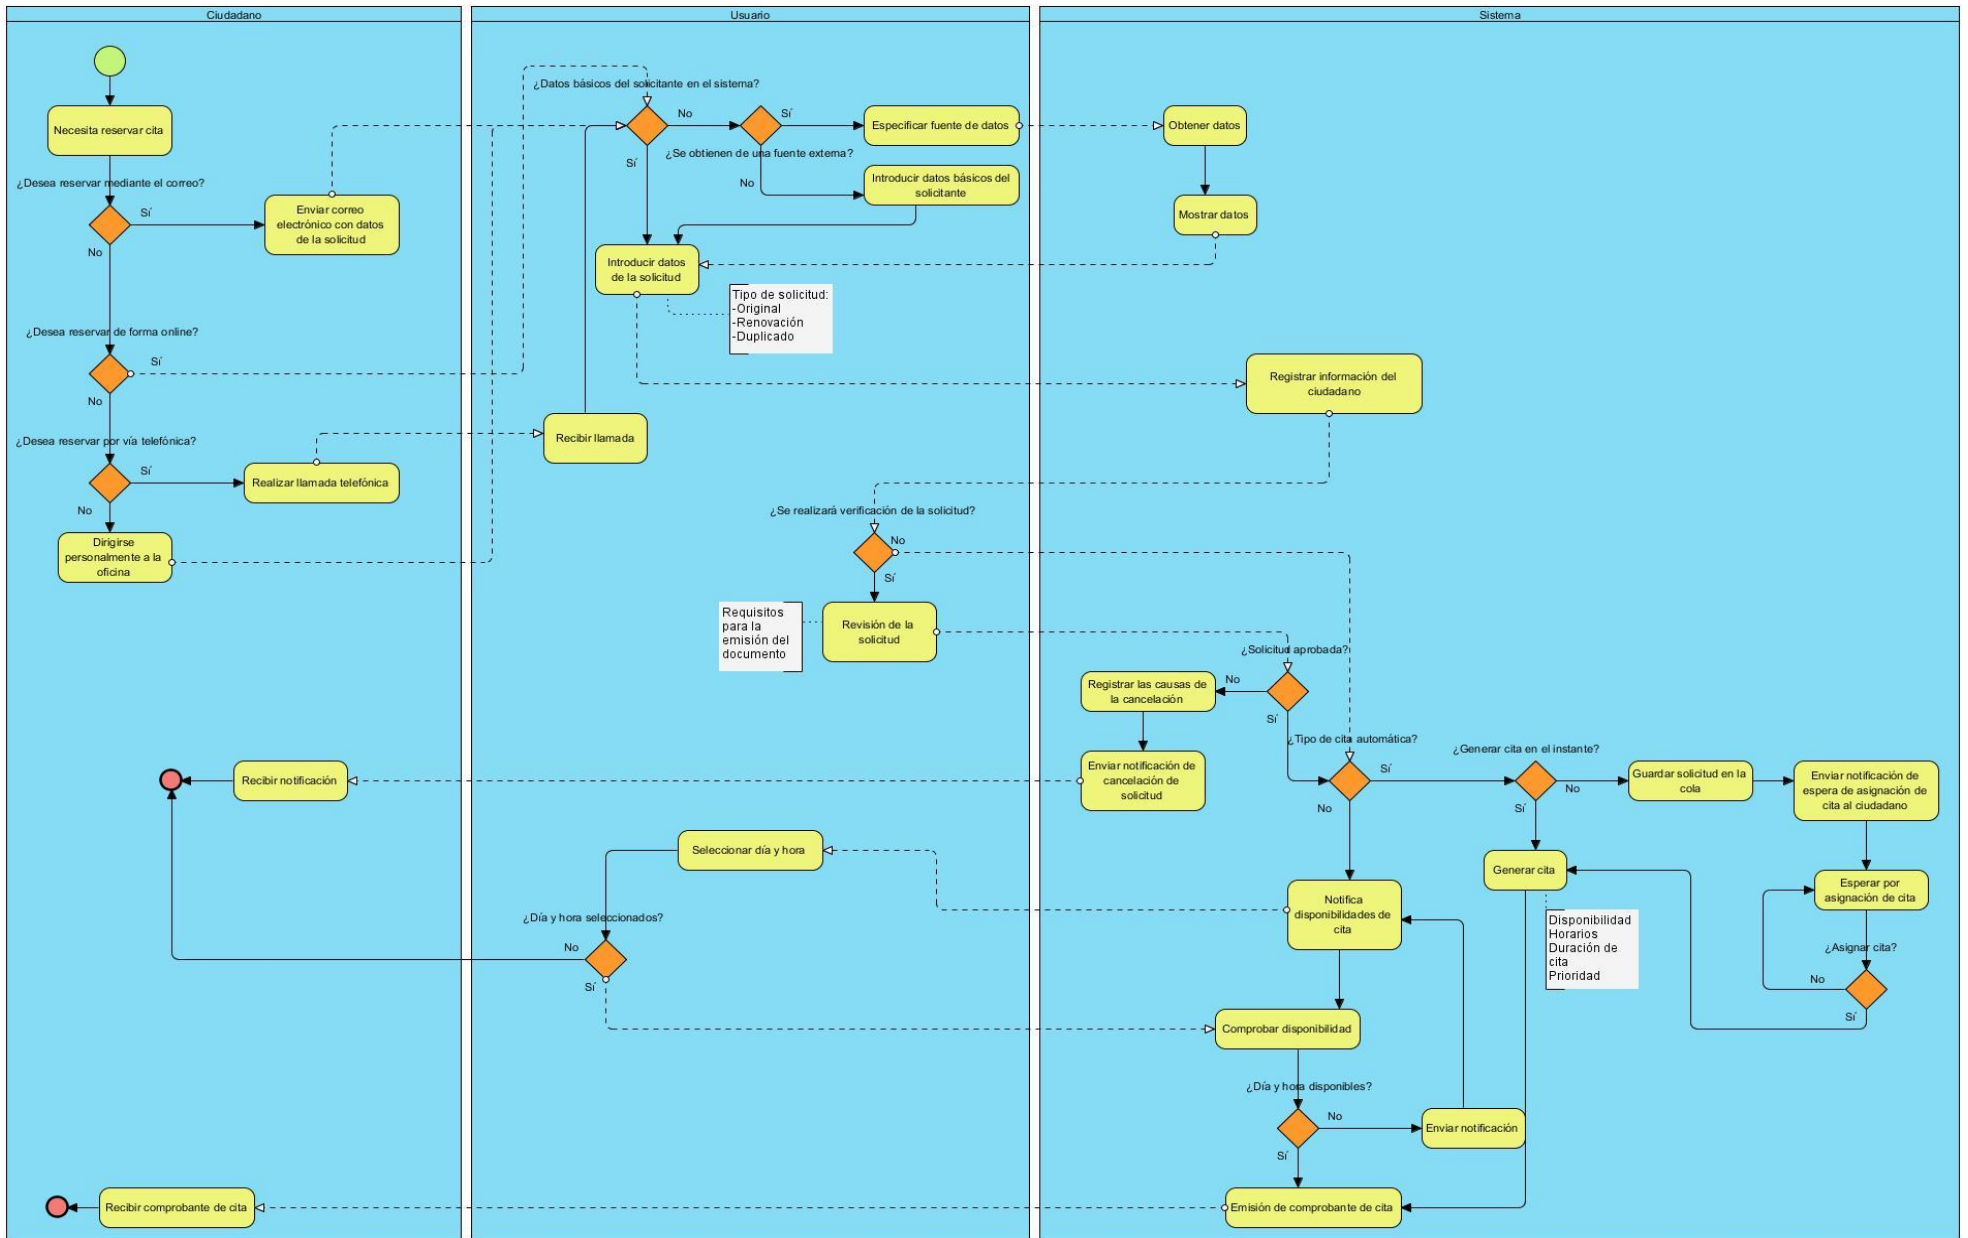 Ciudadano
Usuario
Sistema
Necesita reservar cita
¿Desea reservar mediante el correo?
Sí
No
Enviar correo
electrónico con datos
de la solicitud
¿Desea reservar de forma online?
Sí
No
¿Desea reservar por vía telefónica?
Sí
No
Realizar llamada telefónica
Dirigirse
personalmente a la
oficina
Recibir notificación
Recibir comprobante de cita
¿Datos básicos del solicitante en el sistema?
No
Sí
Sí
¿Se obtienen de una fuente externa?
No
Especificar fuente de datos
Introducir datos básicos del
solicitante
Introducir datos
de la solicitud
Tipo de solicitud:
-Original
-Renovación
-Duplicado
Recibir llamada
¿Se realizará verificación de la solicitud?
No
Sí
Requisitos
para la
emisión del
documento
Revisión de la
solicitud
Seleccionar día y hora
¿Día y hora seleccionados?
No
Sí
Obtener datos
Mostrar datos
Registrar información del
ciudadano
¿Solicitud aprobada?
No
Sí
Registrar las causas de
la cancelación
Enviar notificación de
cancelación de
solicitud
¿Tipo de cita automática?
Sí
No
¿Generar cita en el instante?
No
Sí
Guardar solicitud en la
cola
Enviar notificación de
espera de asignación de
cita al ciudadano
Generar cita
Esperar por
asignación de cita
Disponibilidad
Horarios
Duración de
cita
Prioridad
¿Asignar cita?
No
Sí
Notifica
disponibilidades de
cita
Comprobar disponibilidad
¿Día y hora disponibles?
No
Sí
Enviar notificación
Emisión de comprobante de cita